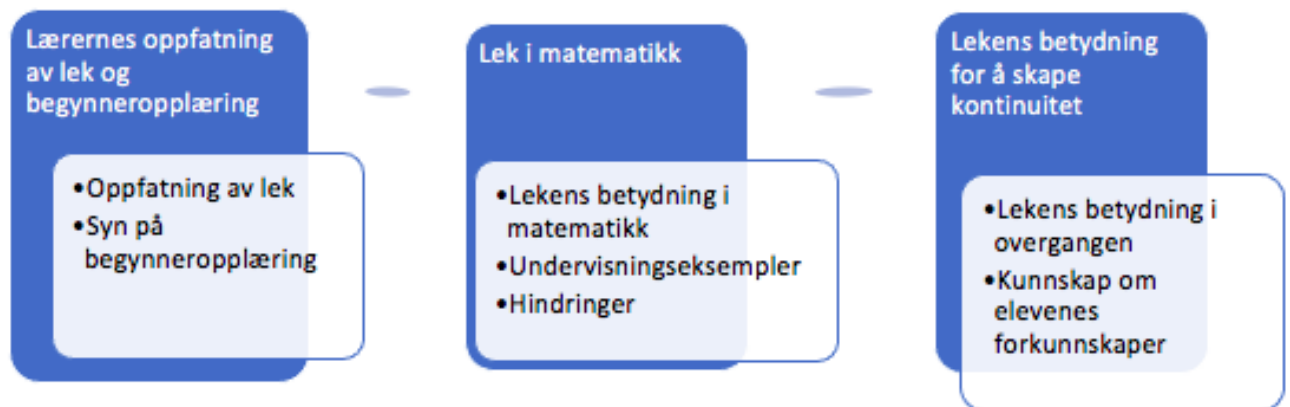 Lærernes oppfatning
av lek og
begynneropplæring
•Oppfatning av lek
•Syn på
begynneropplæring
Lek i matematikk
•Lekens betydning i
matematikk
•Undervisningseksempler
•Hindringer
Lekens betydning
for å skape
kontinuitet
•Lekens betydning i
overgangen
•Kunnskap om
elevenes
forkunnskaper